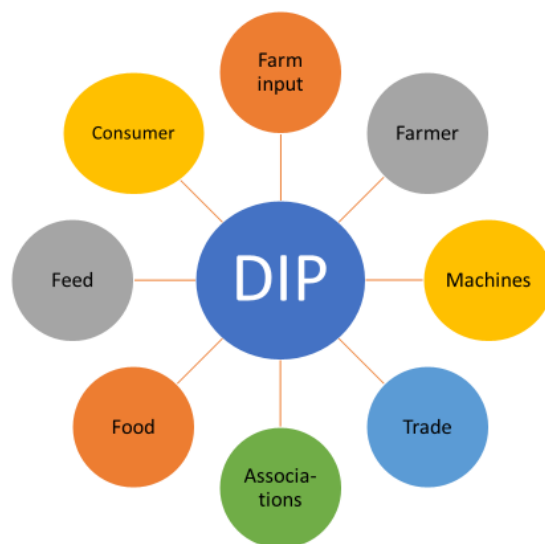 Farm
input
Consumer
Farmer
DIP
Feed
Machines
Food
Trade
Associa-
tions